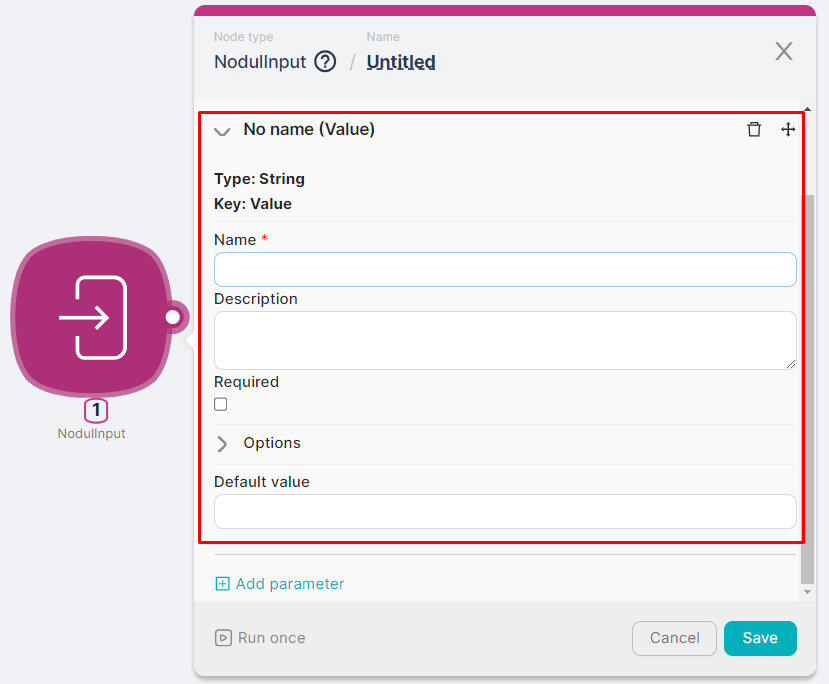 Node type
Name
NodulInput ? / Untitled
X
No name (Value)
Type: String
Key: Value
Name *
Description
Required
Options
Default value
Add parameter
Run once
Cancel
Save
1
NodulInput